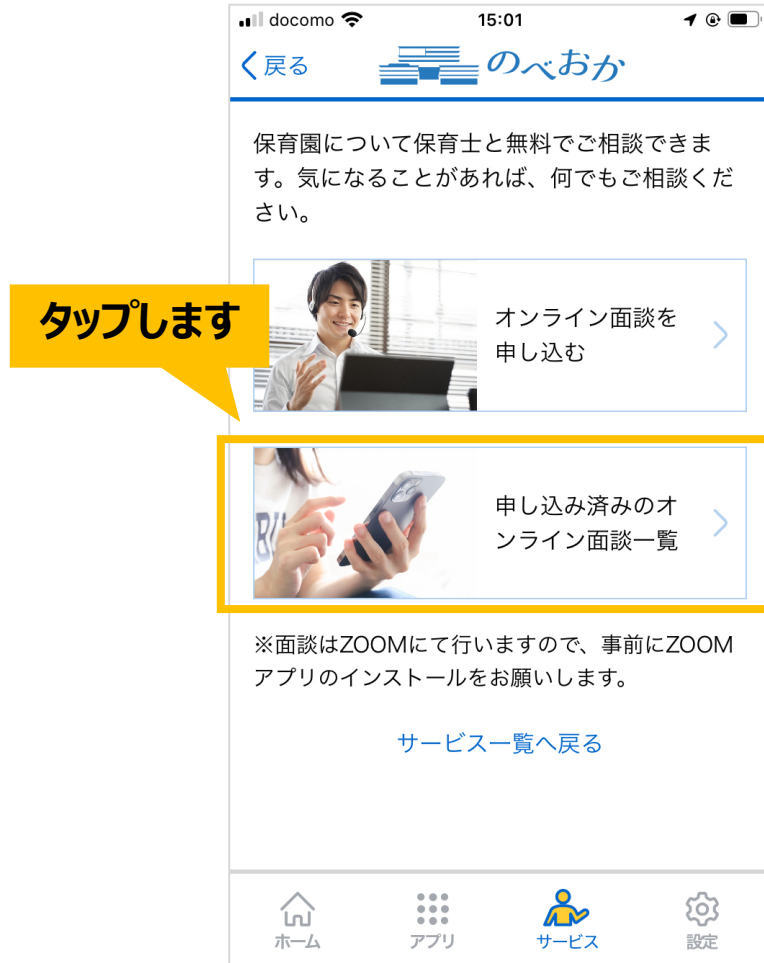 docomo
15:01
戻る
のべおか
保育園について保育士と無料でご相談できま
す。気になることがあれば、何でもご相談くだ
さい。
タップします
オンライン面談を
申し込む
申し込み済みのオ
ンライン面談一覧
※面談はZOOMにて行いますので、事前にZOOM
アプリのインストールをお願いします。
サービス一覧へ戻る
ホーム
アプリ
サービス
設定